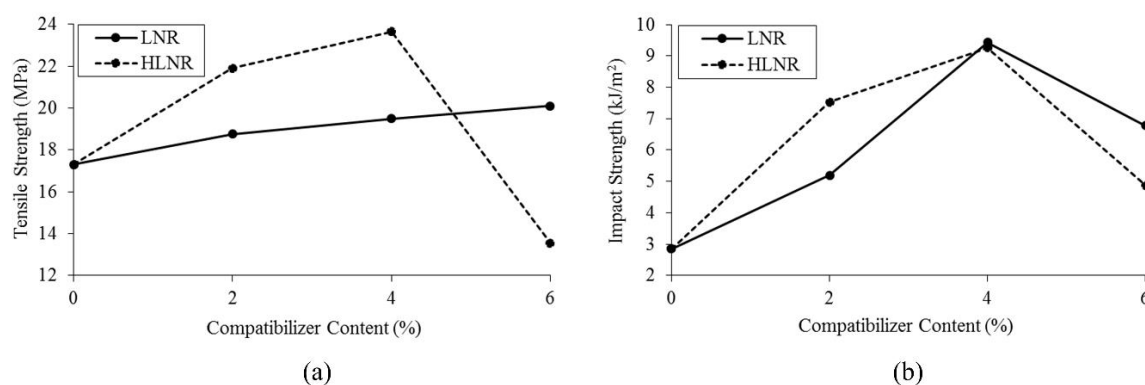 24
22
20
18
16
14
12
Tensile Strength (MPa)
LNR
HLNR
0 2 4 6
Compatibilizer Content (%)
(a)
10
9
8
7
6
5
4
3
2
Impact Strength (kJ/m²)
LNR
HLNR
0 2 4 6
Compatibilizer Content (%)
(b)